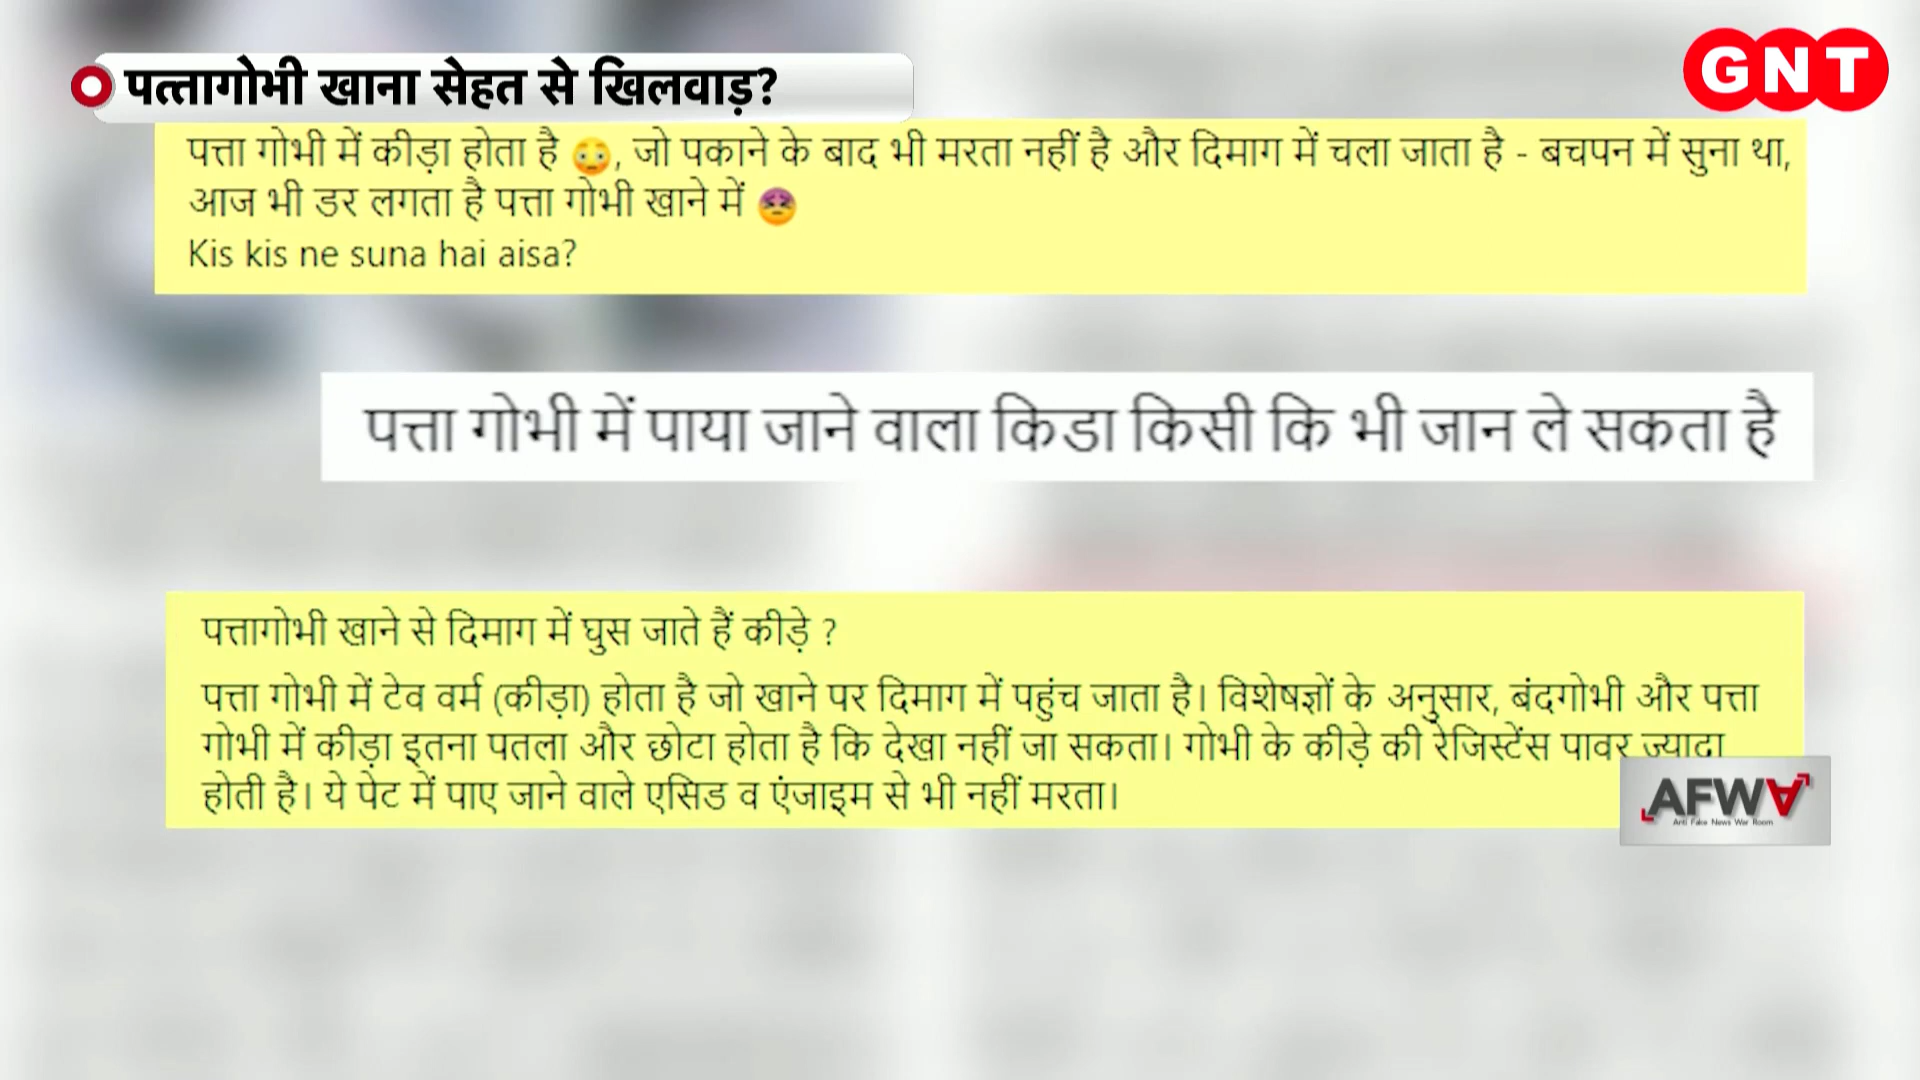 पत्तागोभी खाना सेहत से खिलवाड़?
GNT
पत्ता गोभी में कीड़ा होता है 😳, जो पकाने के बाद भी मरता नहीं है और दिमाग में चला जाता है - बचपन में सुना था,
आज भी डर लगता है पत्ता गोभी खाने में 😣
Kis kis ne suna hai aisa?
पत्ता गोभी में पाया जाने वाला किडा किसी कि भी जान ले सकता है
पत्तागोभी खाने से दिमाग में घुस जाते हैं कीड़े ?
पत्ता गोभी में टेव वर्म (कीड़ा) होता है जो खाने पर दिमाग में पहुंच जाता है। विशेषज्ञों के अनुसार, बंदगोभी और पत्ता
गोभी में कीड़ा इतना पतला और छोटा होता है कि देखा नहीं जा सकता। गोभी के कीड़े की रेजिस्टेंस पावर ज्यादा
होती है। ये पेट में पाए जाने वाले एसिड व एंजाइम से भी नहीं मरता।
AFWA
Anti Fake News War Room